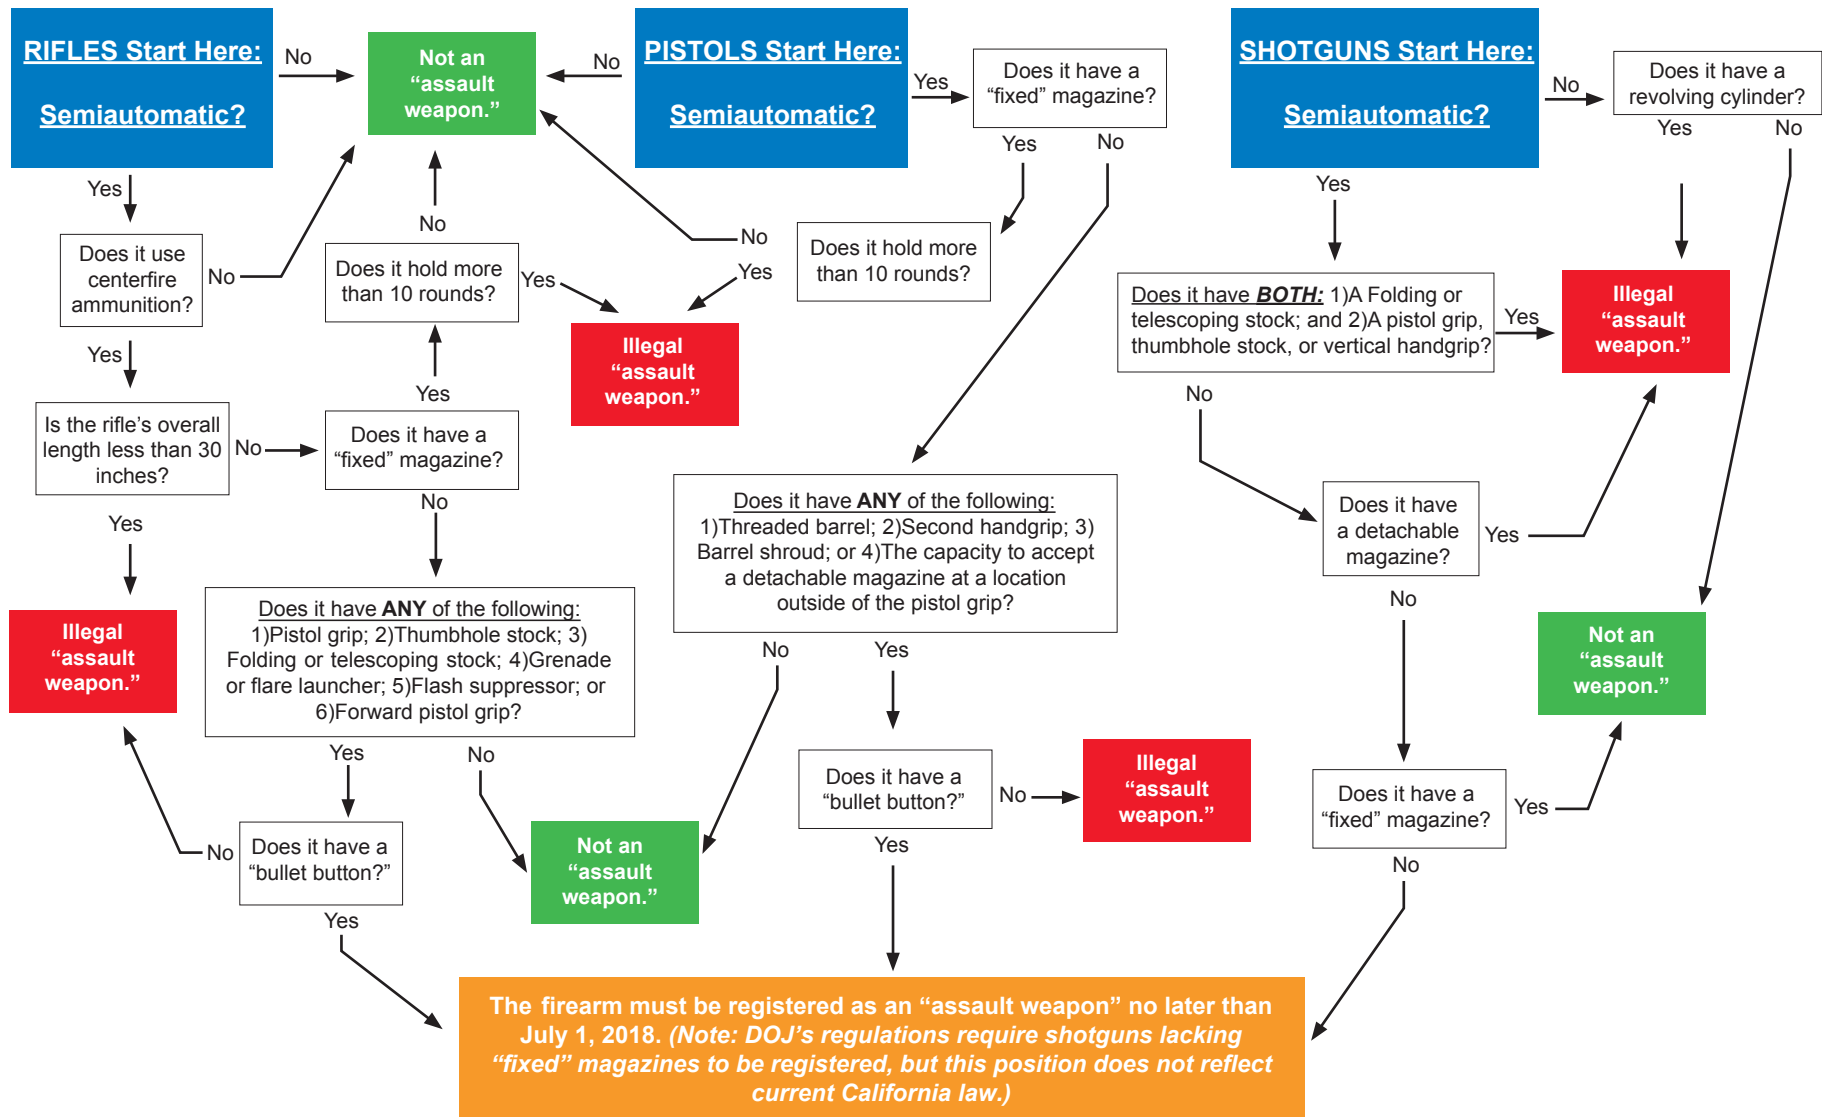 RIFLES Start Here:
Semiautomatic?
No
Not an
“assault
weapon.”
No
PISTOLS Start Here:
Semiautomatic?
Yes
Does it have a
“fixed” magazine?
SHOTGUNS Start Here:
Semiautomatic?
No
Does it have a
revolving cylinder?
Yes
No
Yes
No
Yes
Yes
Does it use
centerfire
ammunition?
No
No
Does it hold more
than 10 rounds?
Yes
No
Yes
Does it hold more
than 10 rounds?
Illegal
“assault
weapon.”
Does it have BOTH: 1)A Folding or
telescoping stock; and 2)A pistol grip,
thumbhole stock, or vertical handgrip?
Yes
Illegal
“assault
weapon.”
Yes
Yes
No
Is the rifle’s overall
length less than 30
inches?
No
Does it have a
“fixed” magazine?
No
Yes
Does it have ANY of the following:
1)Threaded barrel; 2)Second handgrip; 3)
Barrel shroud; or 4)The capacity to accept
a detachable magazine at a location
outside of the pistol grip?
Does it have
a detachable
magazine?
Yes
No
Illegal
“assault
weapon.”
Does it have ANY of the following:
1)Pistol grip; 2)Thumbhole stock; 3)
Folding or telescoping stock; 4)Grenade
or flare launcher; 5)Flash suppressor; or
6)Forward pistol grip?
No
Yes
Not an
“assault
weapon.”
Yes
No
Does it have a
“bullet button?”
No
Illegal
“assault
weapon.”
Does it have a
“fixed” magazine?
Yes
No
Does it have a
“bullet button?”
Not an
“assault
weapon.”
Yes
No
Yes
The firearm must be registered as an “assault weapon” no later than
July 1, 2018. (Note: DOJ’s regulations require shotguns lacking
“fixed” magazines to be registered, but this position does not reflect
current California law.)